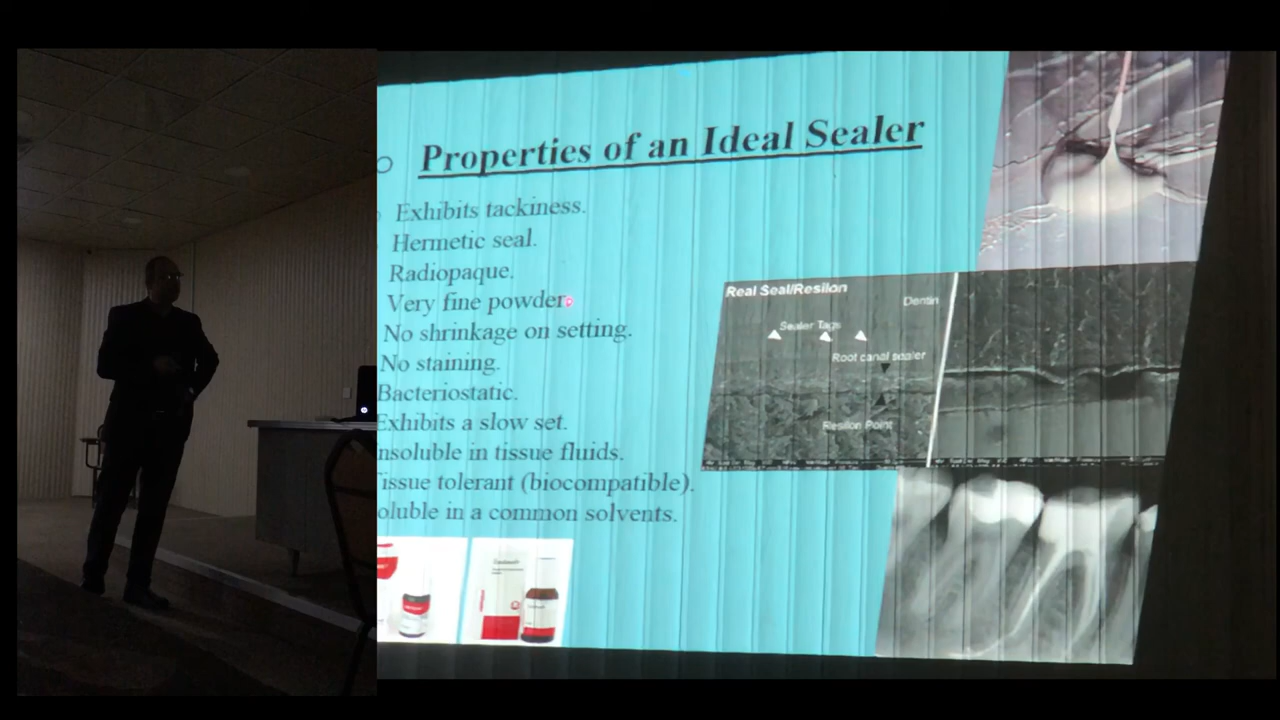 Properties of an Ideal Sealer
Exhibits tackiness.
Hermetic seal.
Radiopaque.
Very fine powder
No shrinkage on setting.
No staining.
Bacteriostatic.
Exhibits a slow set.
nsoluble in tissue fluids.
Tissue tolerant (biocompatible).
oluble in a common solvents.
Real Seal/Resilon
Dentin
Sealer Tags
Root canal sealer
Resilon Point